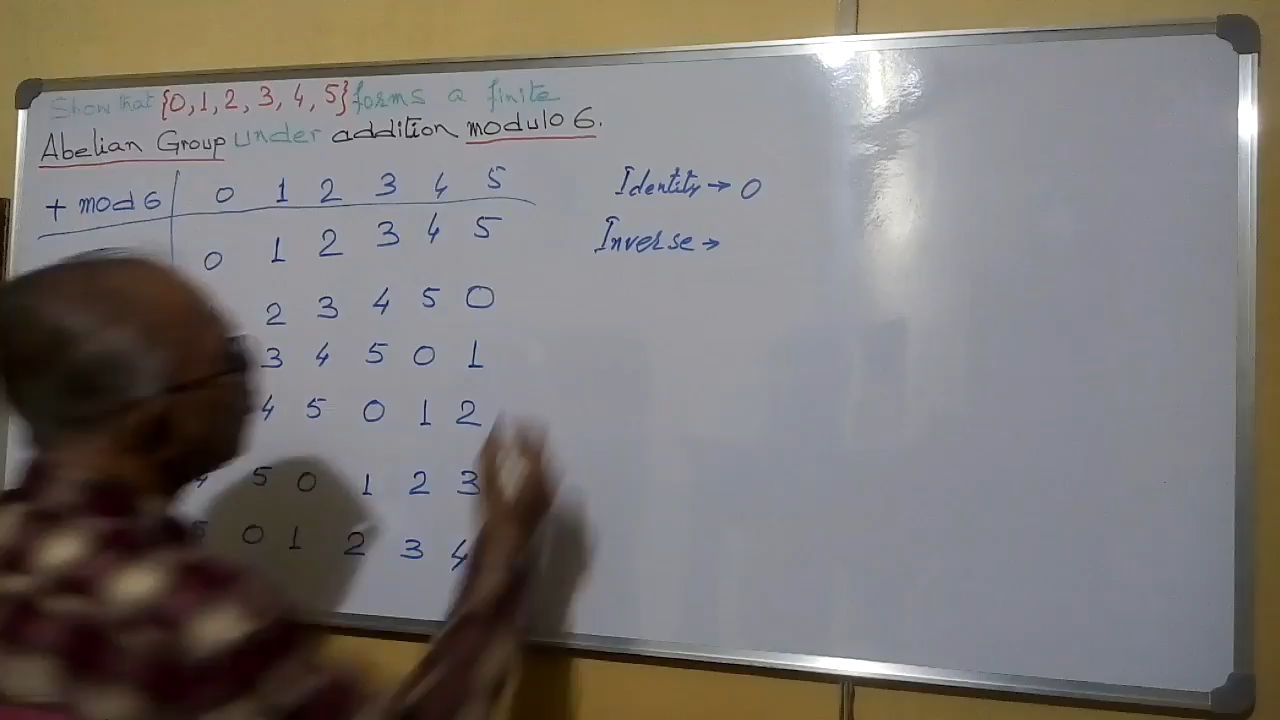 Show that {0, 1, 2, 3, 4, 5} forms a finite
Abelian Group under addition modulo 6.
+ mod 6 | 0 1 2 3 4 5
0 1 2 3 4 5
2 3 4 5 0
3 4 5 0 1
4 5 0 1 2
4 5 0 1 2 3
5 0 1 2 3 4
Identity → 0
Inverse →